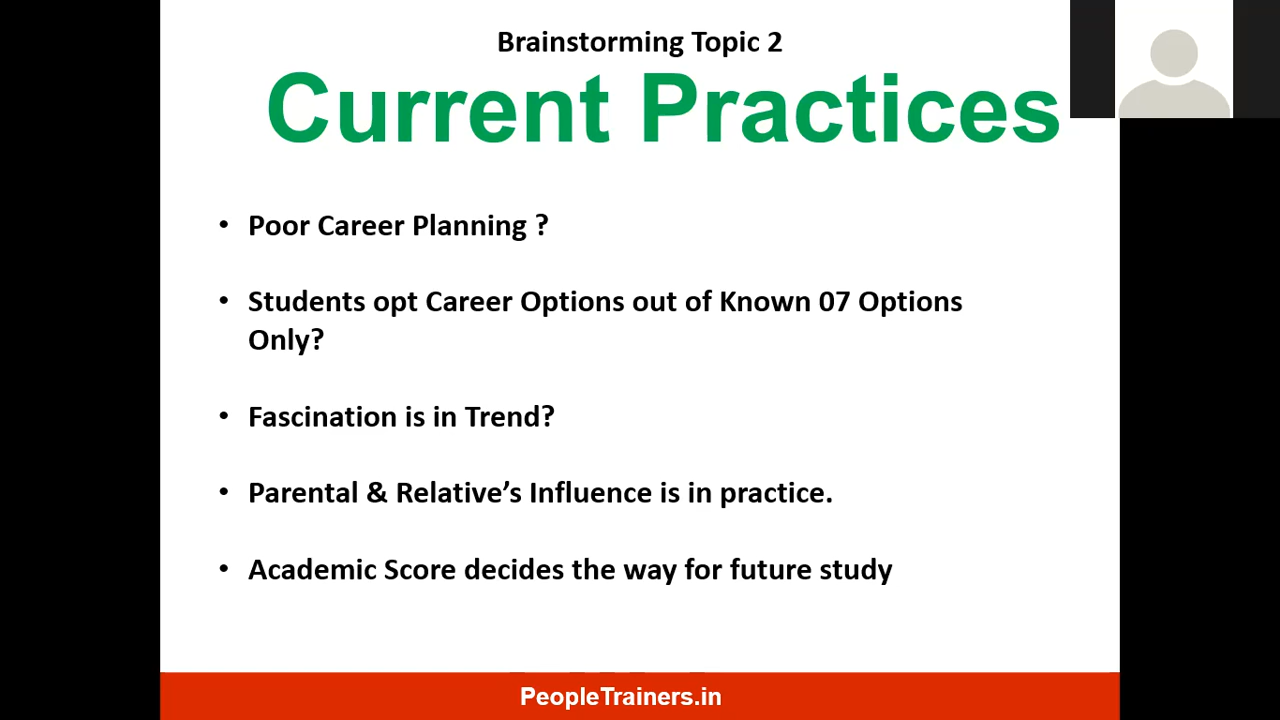 Brainstorming Topic 2
Current Practices
• Poor Career Planning ?
• Students opt Career Options out of Known 07 Options
Only?
• Fascination is in Trend?
• Parental & Relative’s Influence is in practice.
• Academic Score decides the way for future study
PeopleTrainers.in